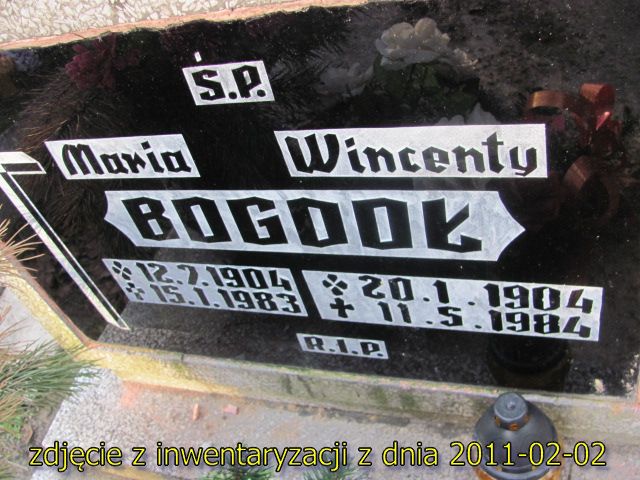 Ś.P.
Maria Wincenty
BOGDOŁ
12.7.1904 20.1.1904
15.1.1983 11.5.1984
R.I.P.
zdjęcie z inwentaryzacji z dnia 2011-02-02